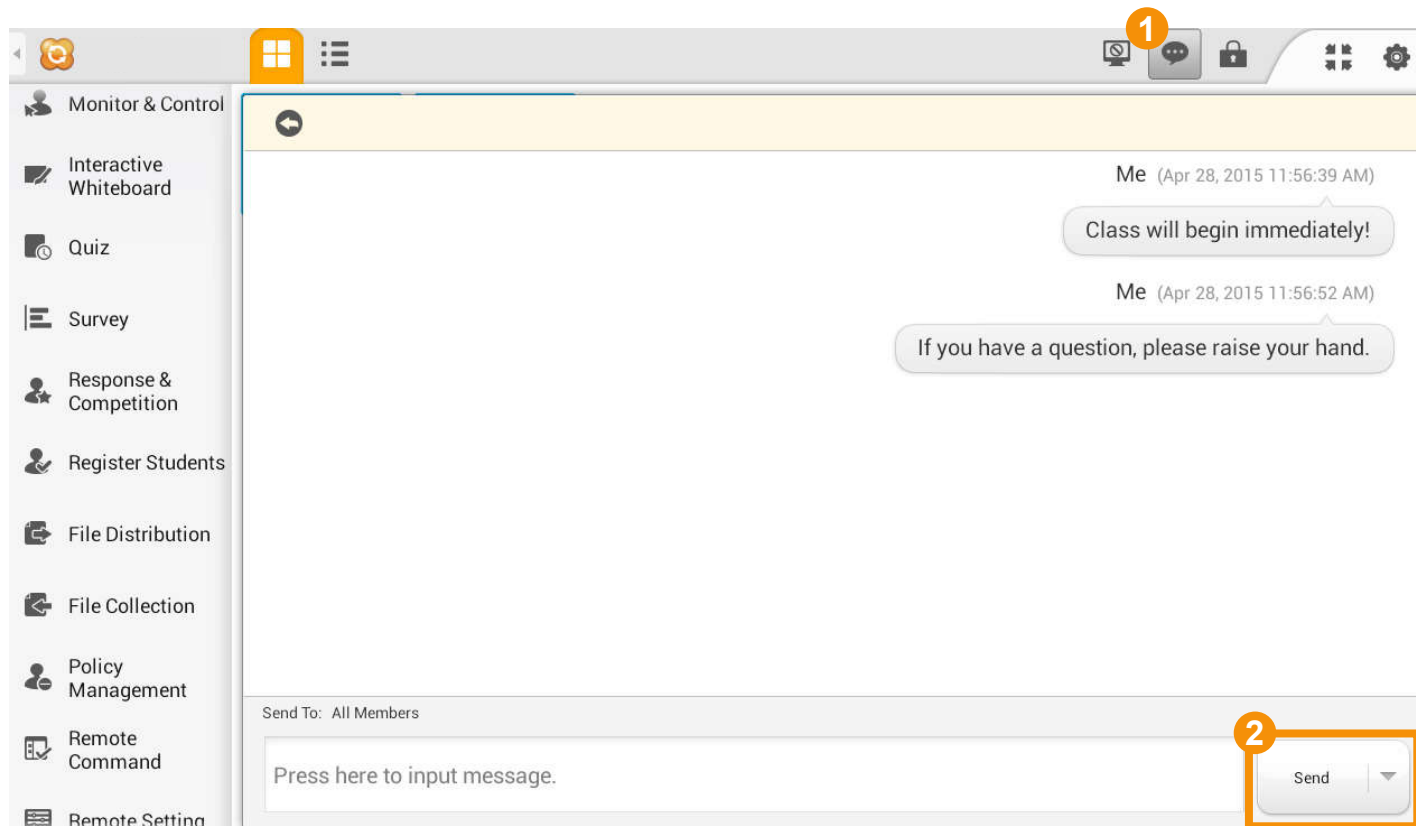 1
Monitor & Control
Interactive
Whiteboard
Quiz
Survey
Response &
Competition
Register Students
File Distribution
File Collection
Policy
Management
Remote
Command
Remote Setting
Me (Apr 28, 2015 11:56:39 AM)
Class will begin immediately!
Me (Apr 28, 2015 11:56:52 AM)
If you have a question, please raise your hand.
Send To: All Members
Press here to input message.
2
Send